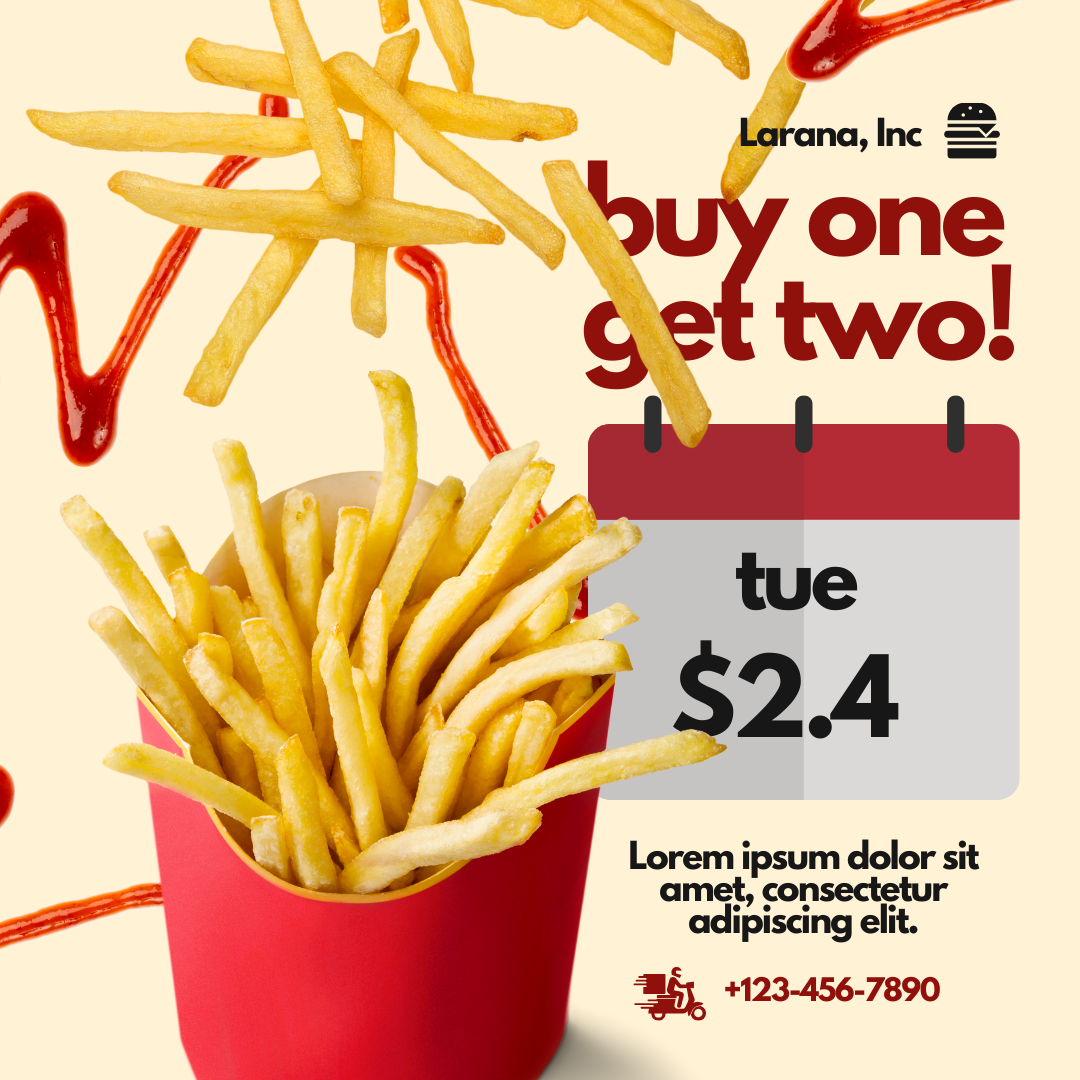 Larana, Inc
buy one
get two!
tue
$2.4
Lorem ipsum dolor sit
amet, consectetur
adipiscing elit.
+123-456-7890